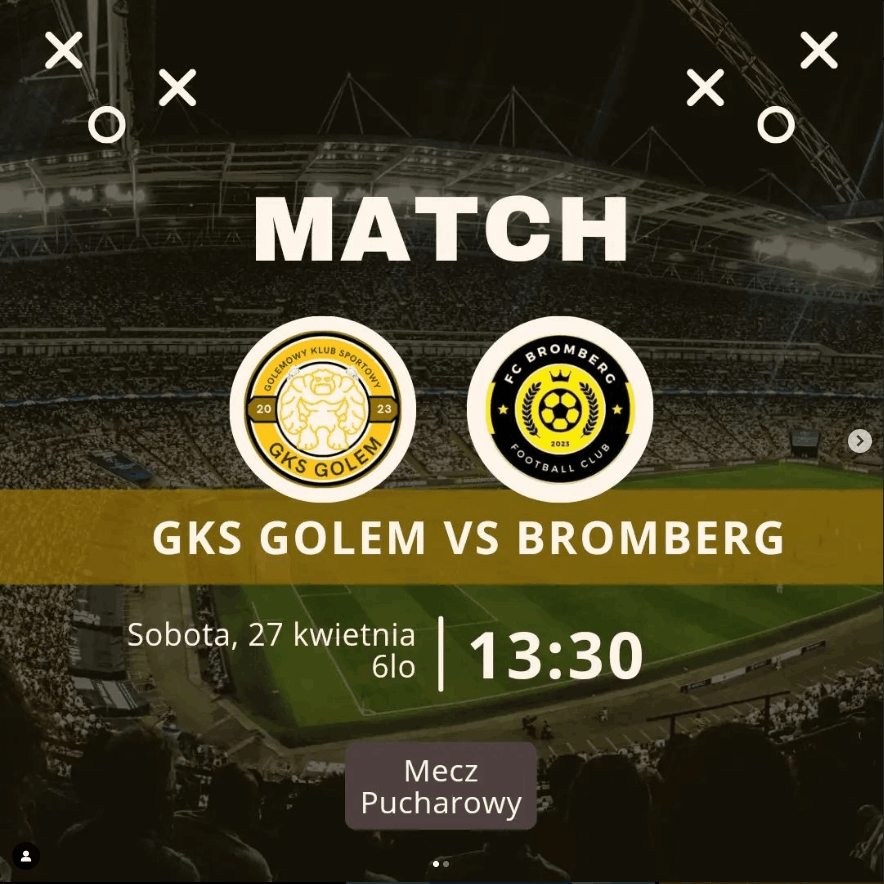 MATCH
GOLEMOWY KLUB SPORTOWY
20 23
GKS GOLEM
FC BROMBERG
2023
FOOTBALL CLUB
GKS GOLEM VS BROMBERG
Sobota, 27 kwietnia
6lo
13:30
Mecz
Pucharowy